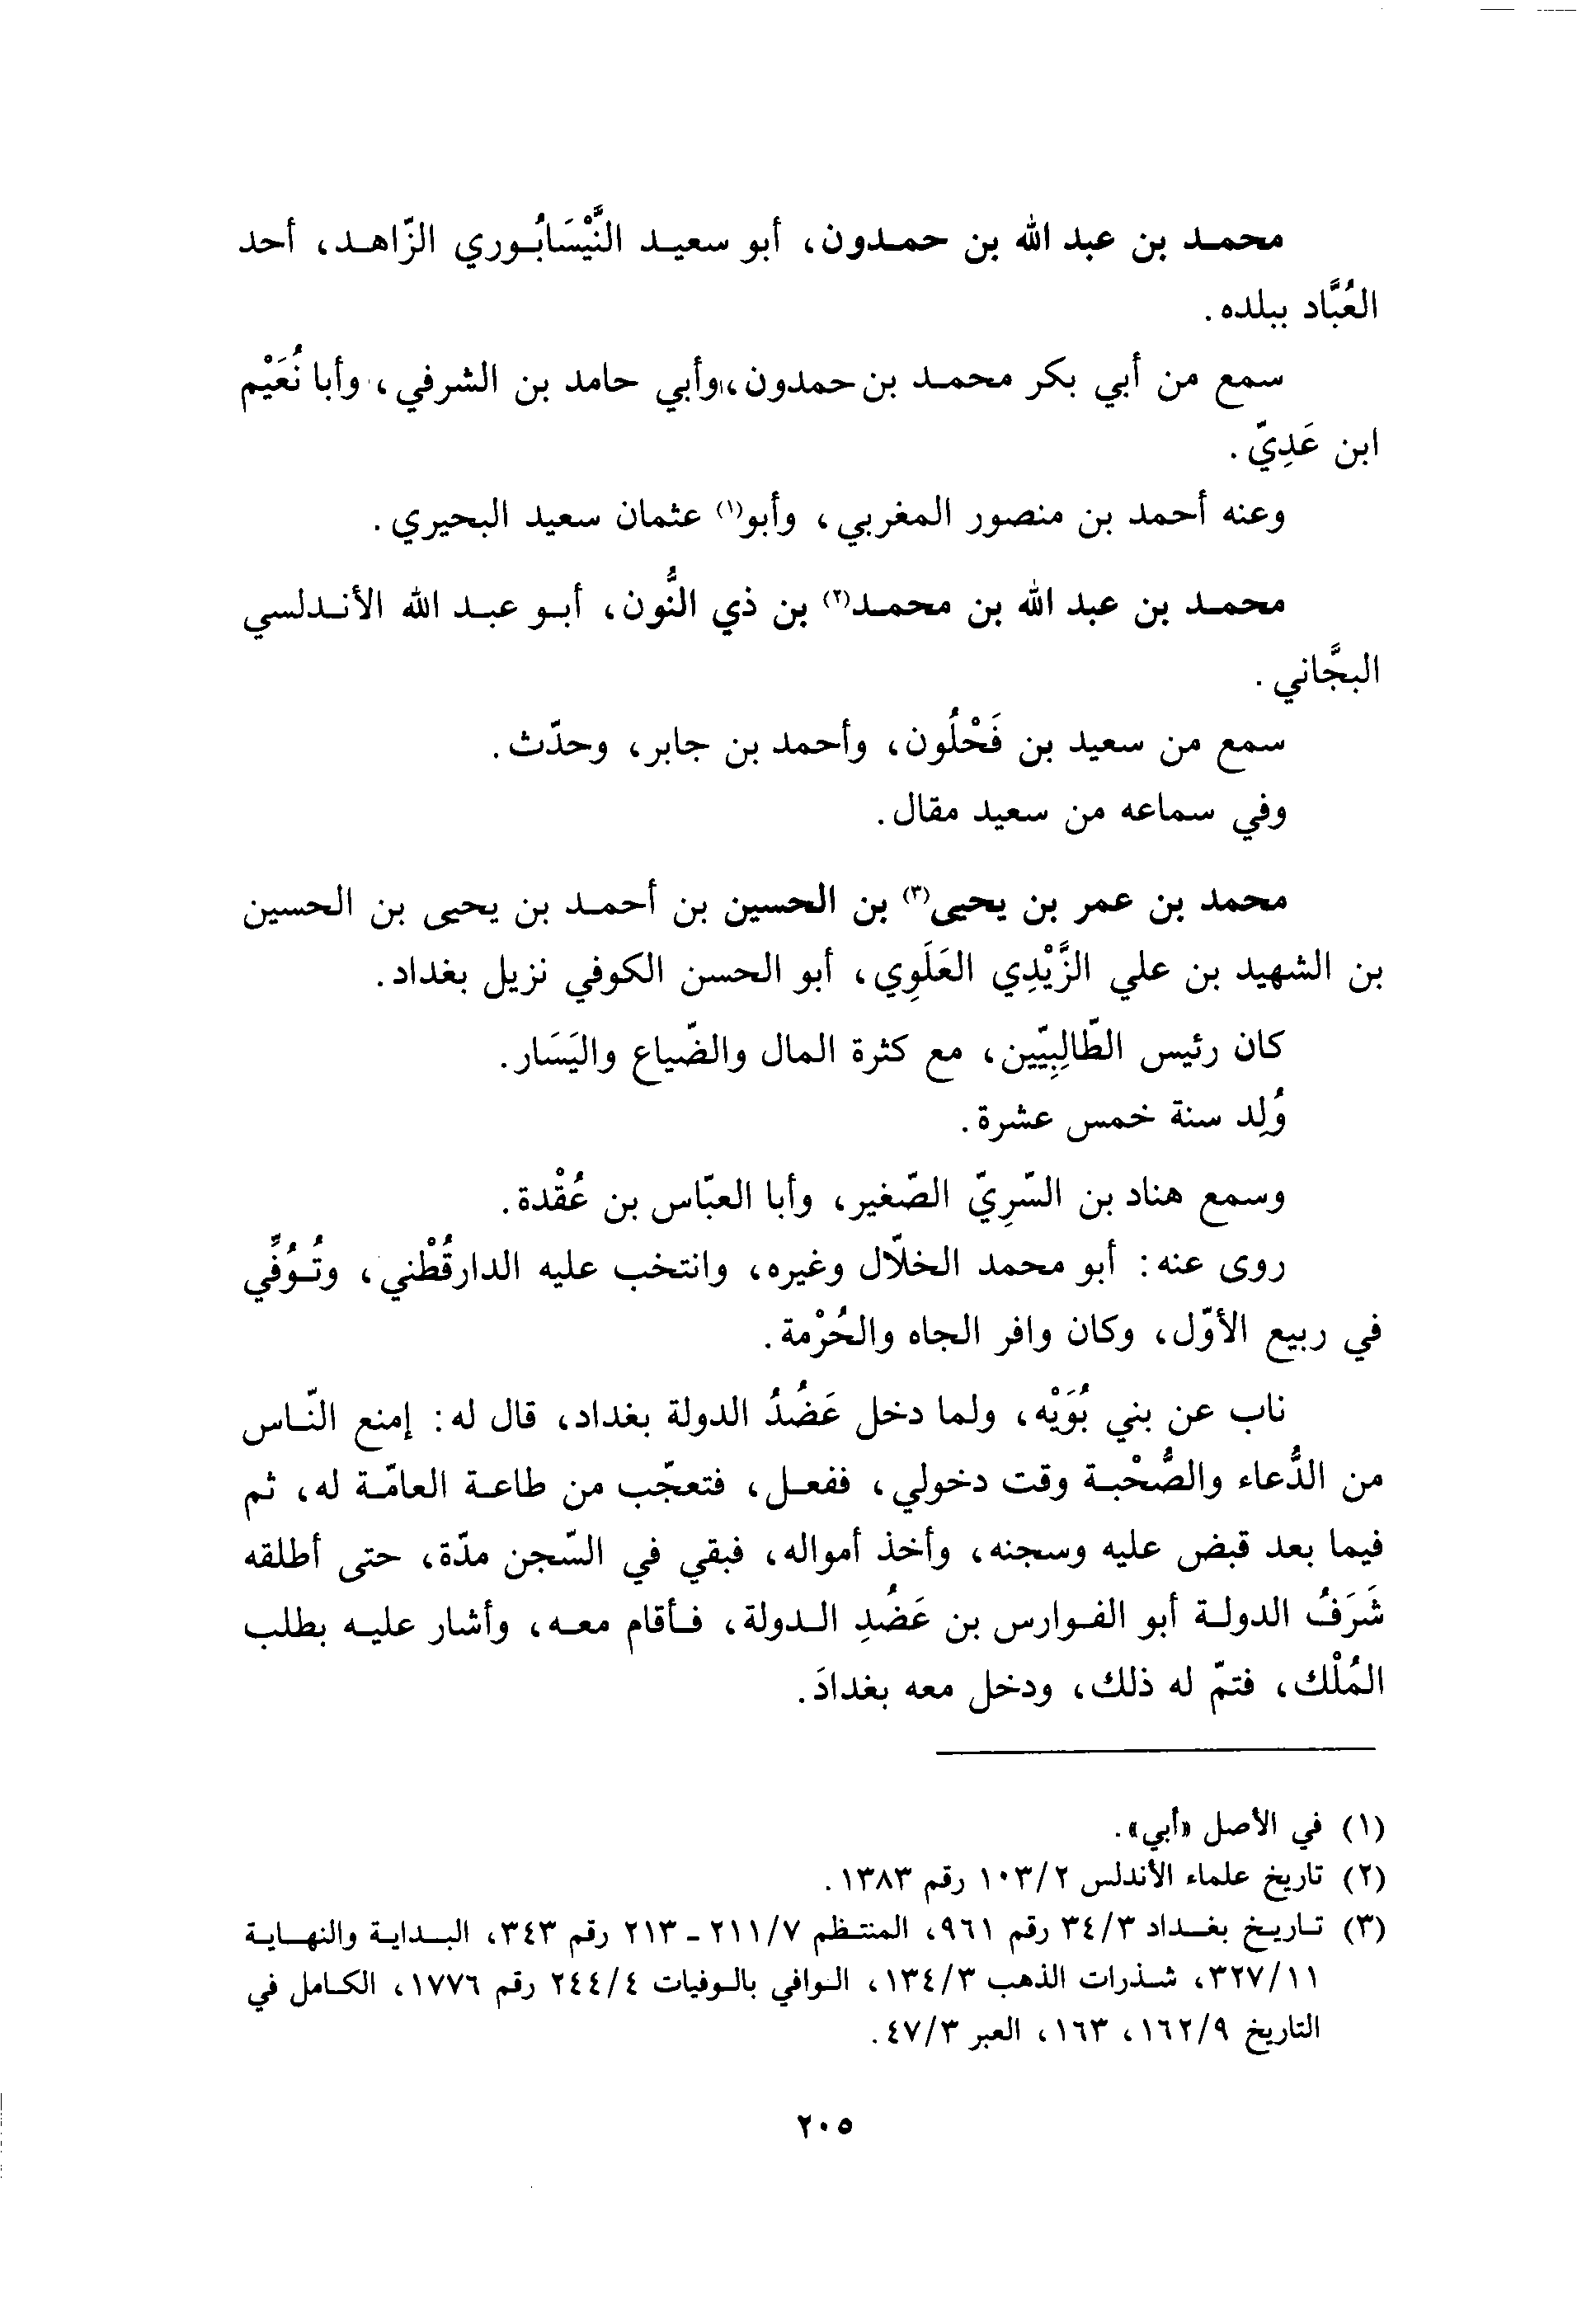 محمد بن عبد الله بن حمدون، أبو سعيد النَّيْسَابُوري الزّاهد، أحد
العُبَّاد ببلده.
سمع من أبي بكر محمد بن حمدون، وأبي حامد بن الشرفي، وأبا نُعَيْم
ابن عَدِيّ.
وعنه أحمد بن منصور المغربي، وأبو(١) عثمان سعيد البحيري.
محمد بن عبد الله بن محمد(٢) بن ذي النُّون، أبو عبد الله الأندلسي
البجَّاني.
سمع من سعيد بن فَحْلُون، وأحمد بن جابر، وحدّث.
وفي سماعه من سعيد مقال.
محمد بن عمر بن يحيى(٣) بن الحسين بن أحمد بن يحيى بن الحسين
بن الشهيد بن علي الزَّيْدِي العَلَوِي، أبو الحسن الكوفي نزيل بغداد.
كان رئيس الطّالِبِيّين، مع كثرة المال والضّياع واليَسَار.
وُلِد سنة خمس عشرة.
وسمع هناد بن السّرِيّ الصّغير، وأبا العبّاس بن عُقْدة.
روى عنه: أبو محمد الخلّال وغيره، وانتخب عليه الدارقُطْني، وتُوُفِّي
في ربيع الأوّل، وكان وافر الجاه والحُرْمة.
ناب عن بني بُوَيْه، ولما دخل عَضُدُ الدولة بغداد، قال له: إمنع النّاس
من الدُّعاء والصُّحْبة وقت دخولي، ففعل، فتعجّب من طاعة العامّة له، ثم
فيما بعد قبض عليه وسجنه، وأخذ أمواله، فبقي في السّجن مدّة، حتى أطلقه
شَرَفُ الدولة أبو الفوارس بن عَضُدِ الدولة، فأقام معه، وأشار عليه بطلب
المُلْك، فتمّ له ذلك، ودخل معه بغدادَ.
(١) في الأصل «أبي».
(٢) تاريخ علماء الأندلس ١٠٣/٢ رقم ١٣٨٣.
(٣) تاريخ بغداد ٣٤/٣ رقم ٩٦١، المنتظم ٢١١/٧ - ٢١٣ رقم ٣٤٣، البداية والنهاية
٣٢٧/١١، شذرات الذهب ١٣٤/٣، الوافي بالوفيات ٢٤٤/٤ رقم ١٧٧٦، الكامل في
التاريخ ١٦٢/٩، ١٦٣، العبر ٤٧/٣.
٢٠٥